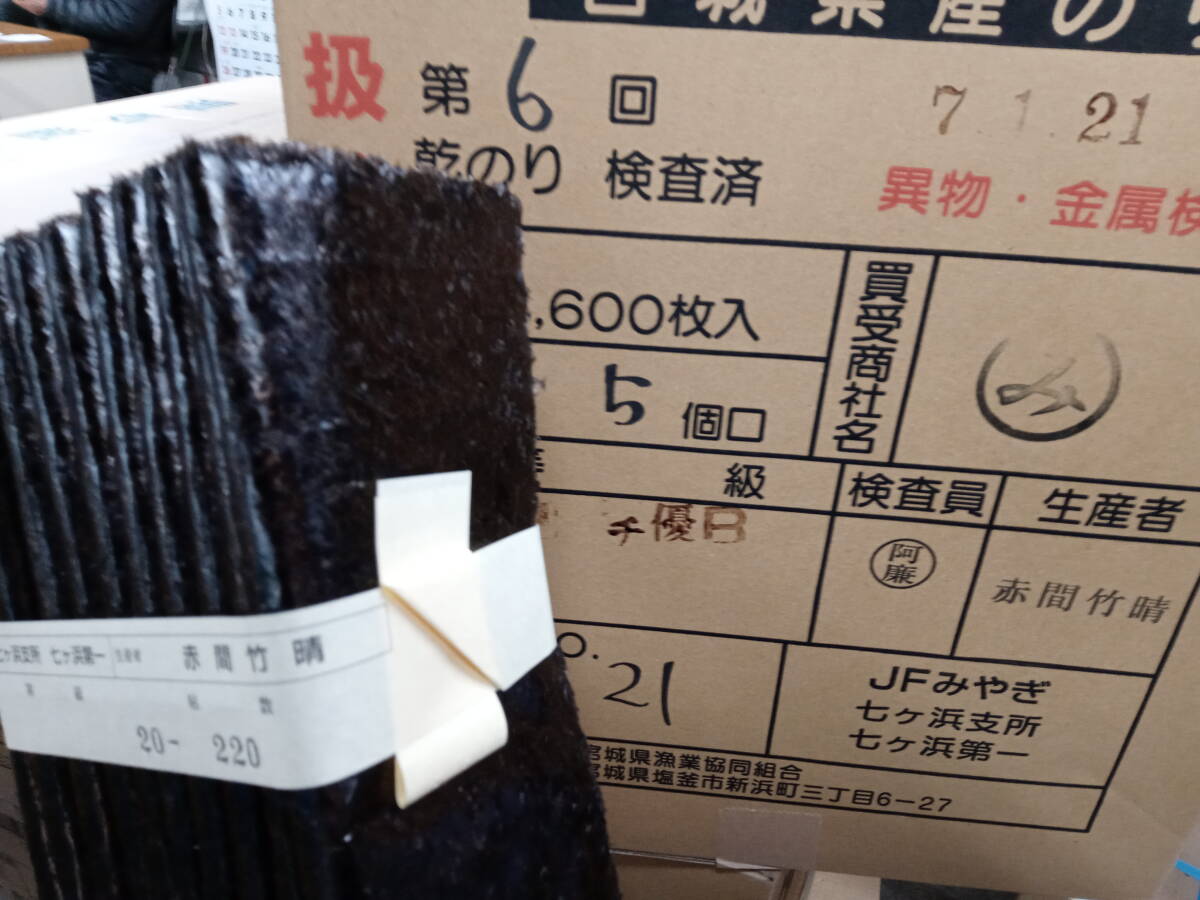 県産の
扱 第6回 7.1.21
乾のり 検査済
異物・金属検
,600枚入
買受商社名
み
5個口
級
検査員
生産者
チ優B
阿廉
赤間竹晴
21
JFみやぎ
七ヶ浜支所
七ヶ浜第一
宮城県漁業協同組合
宮城県塩釜市新浜町三丁目6-27
七ヶ浜支所 七ヶ浜第一 生産者 赤間竹晴
数
20- 220